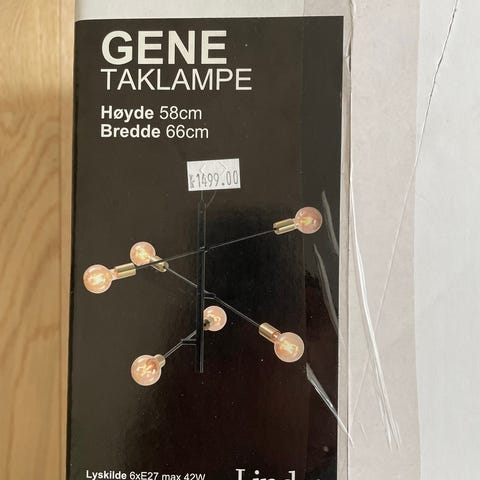 GENE
TAKLAMPE
Høyde 58cm
Bredde 66cm
1499.00
Lyskilde 6xE27 max 42W